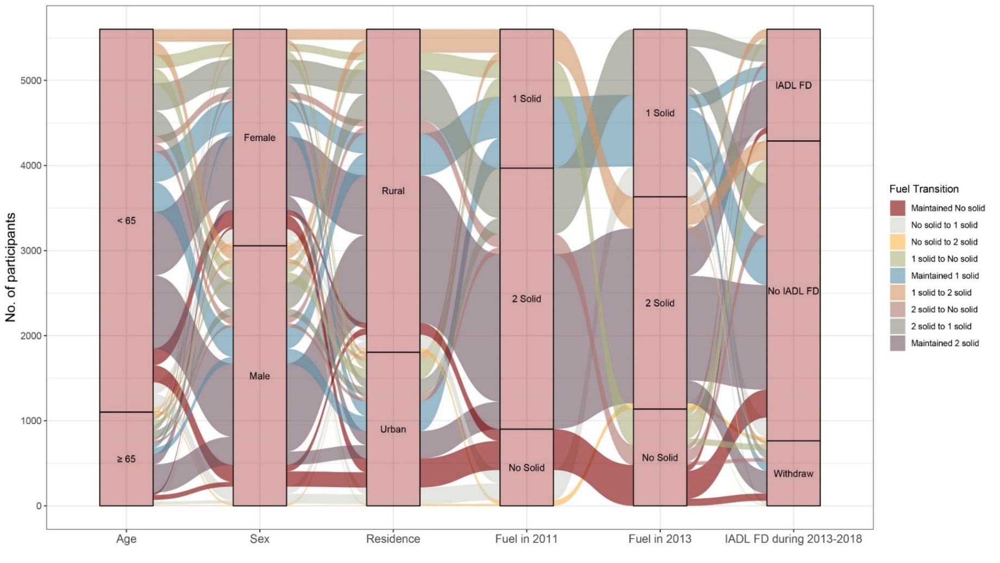 No. of participants
5000
4000
3000
2000
1000
0
< 65
≥ 65
Female
Male
Rural
Urban
1 Solid
2 Solid
No Solid
1 Solid
2 Solid
No Solid
IADL FD
No IADL FD
Withdraw
Age
Sex
Residence
Fuel in 2011
Fuel in 2013
IADL FD during 2013-2018
Fuel Transition
Maintained No solid
No solid to 1 solid
No solid to 2 solid
1 solid to No solid
Maintained 1 solid
1 solid to 2 solid
2 solid to No solid
2 solid to 1 solid
Maintained 2 solid